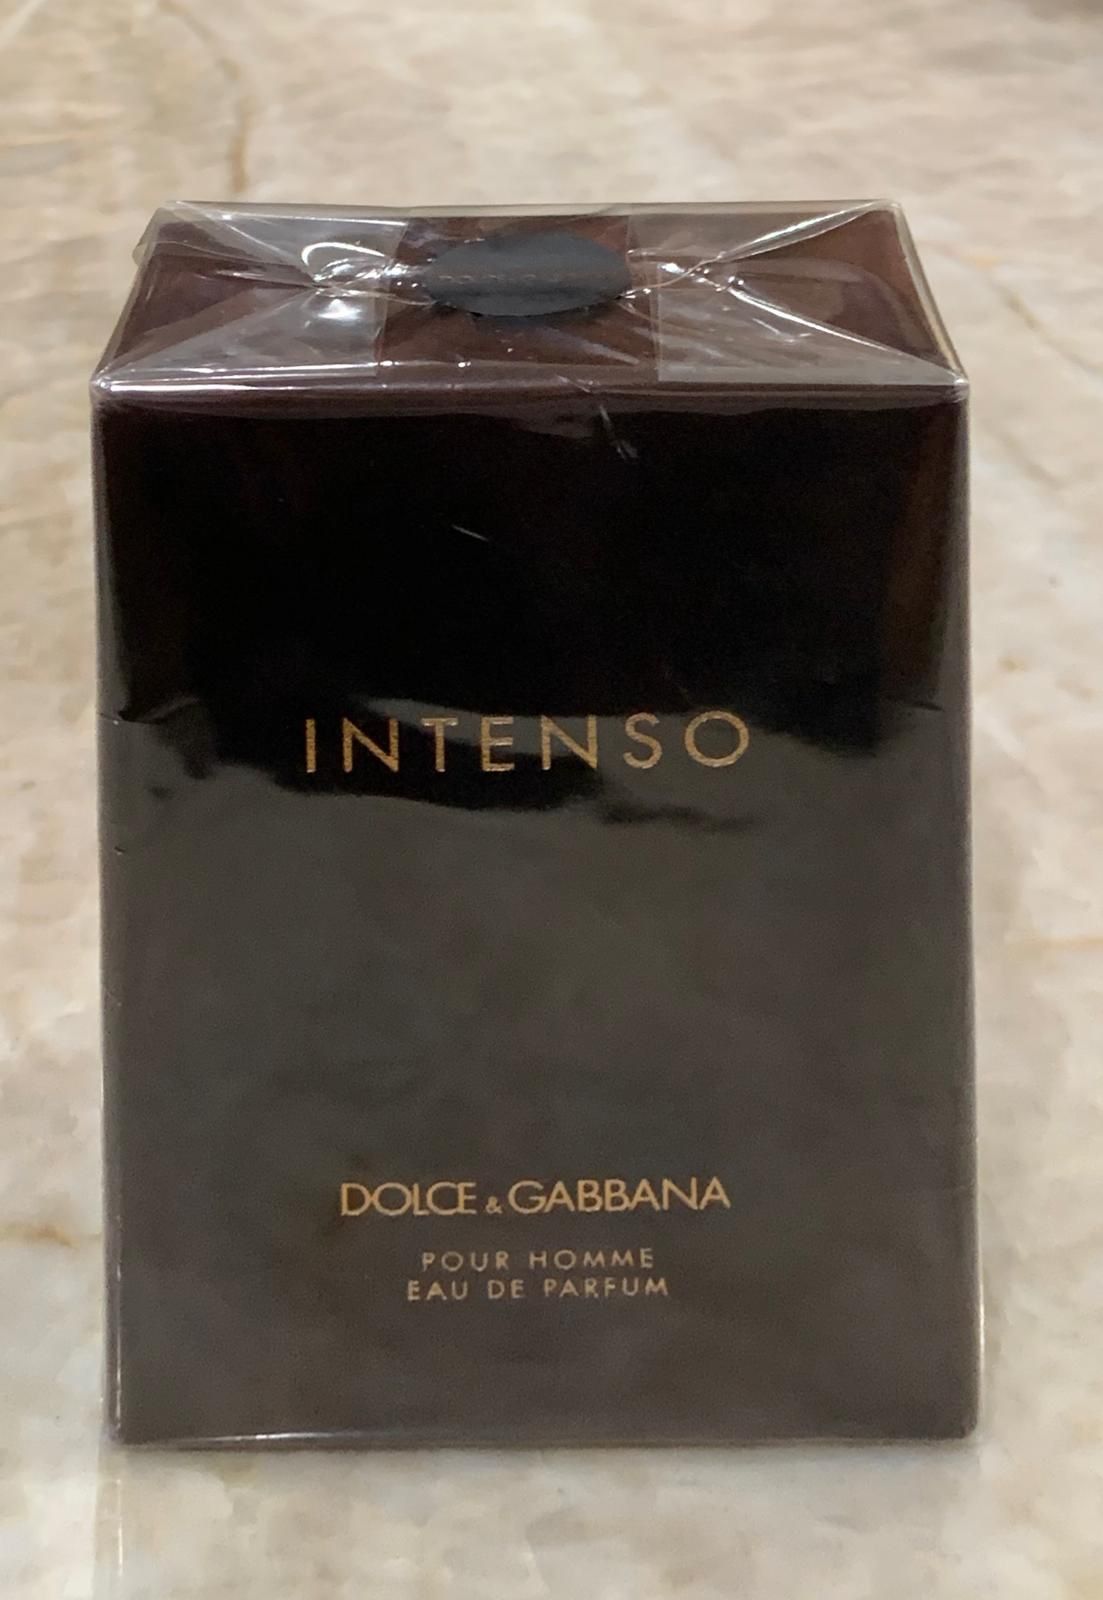 INTENSO
DOLCE & GABBANA
POUR HOMME
EAU DE PARFUM